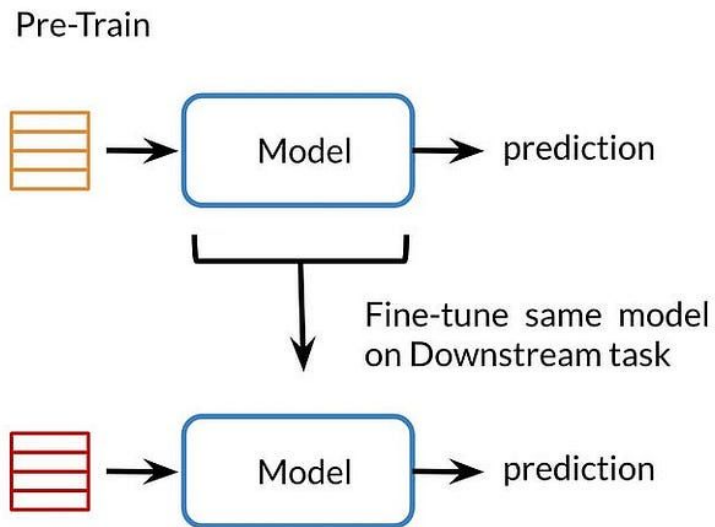 Pre-Train
Model
prediction
Fine-tune same model
on Downstream task
Model
prediction